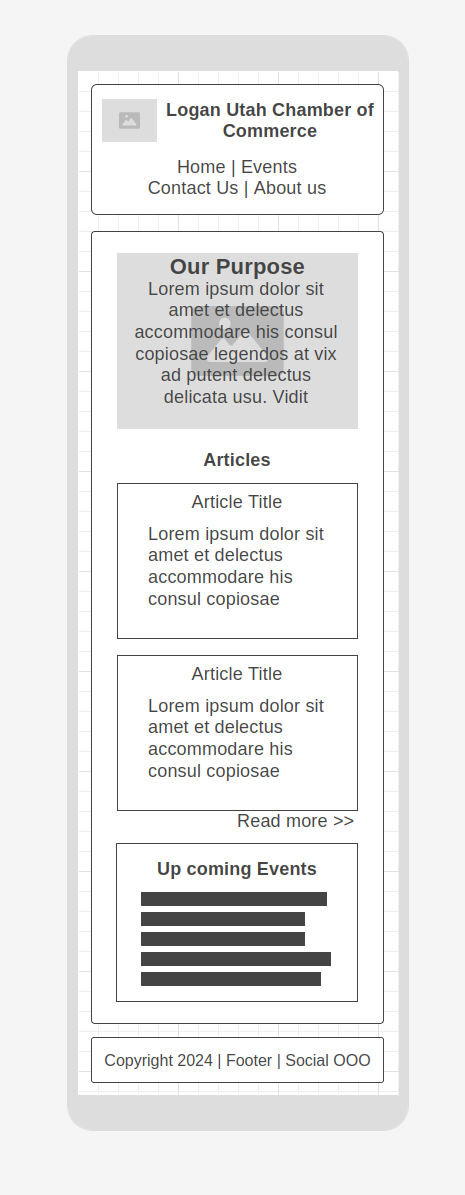 Logan Utah Chamber of
Commerce
Home | Events
Contact Us | About us
Our Purpose
Lorem ipsum dolor sit
amet et delectus
accommodare his consul
copiosae legendos at vix
ad putent delectus
delicata usu. Vidit
Articles
Article Title
Lorem ipsum dolor sit
amet et delectus
accommodare his
consul copiosae
Article Title
Lorem ipsum dolor sit
amet et delectus
accommodare his
consul copiosae
Read more >>
Up coming Events
Copyright 2024 | Footer | Social OOO